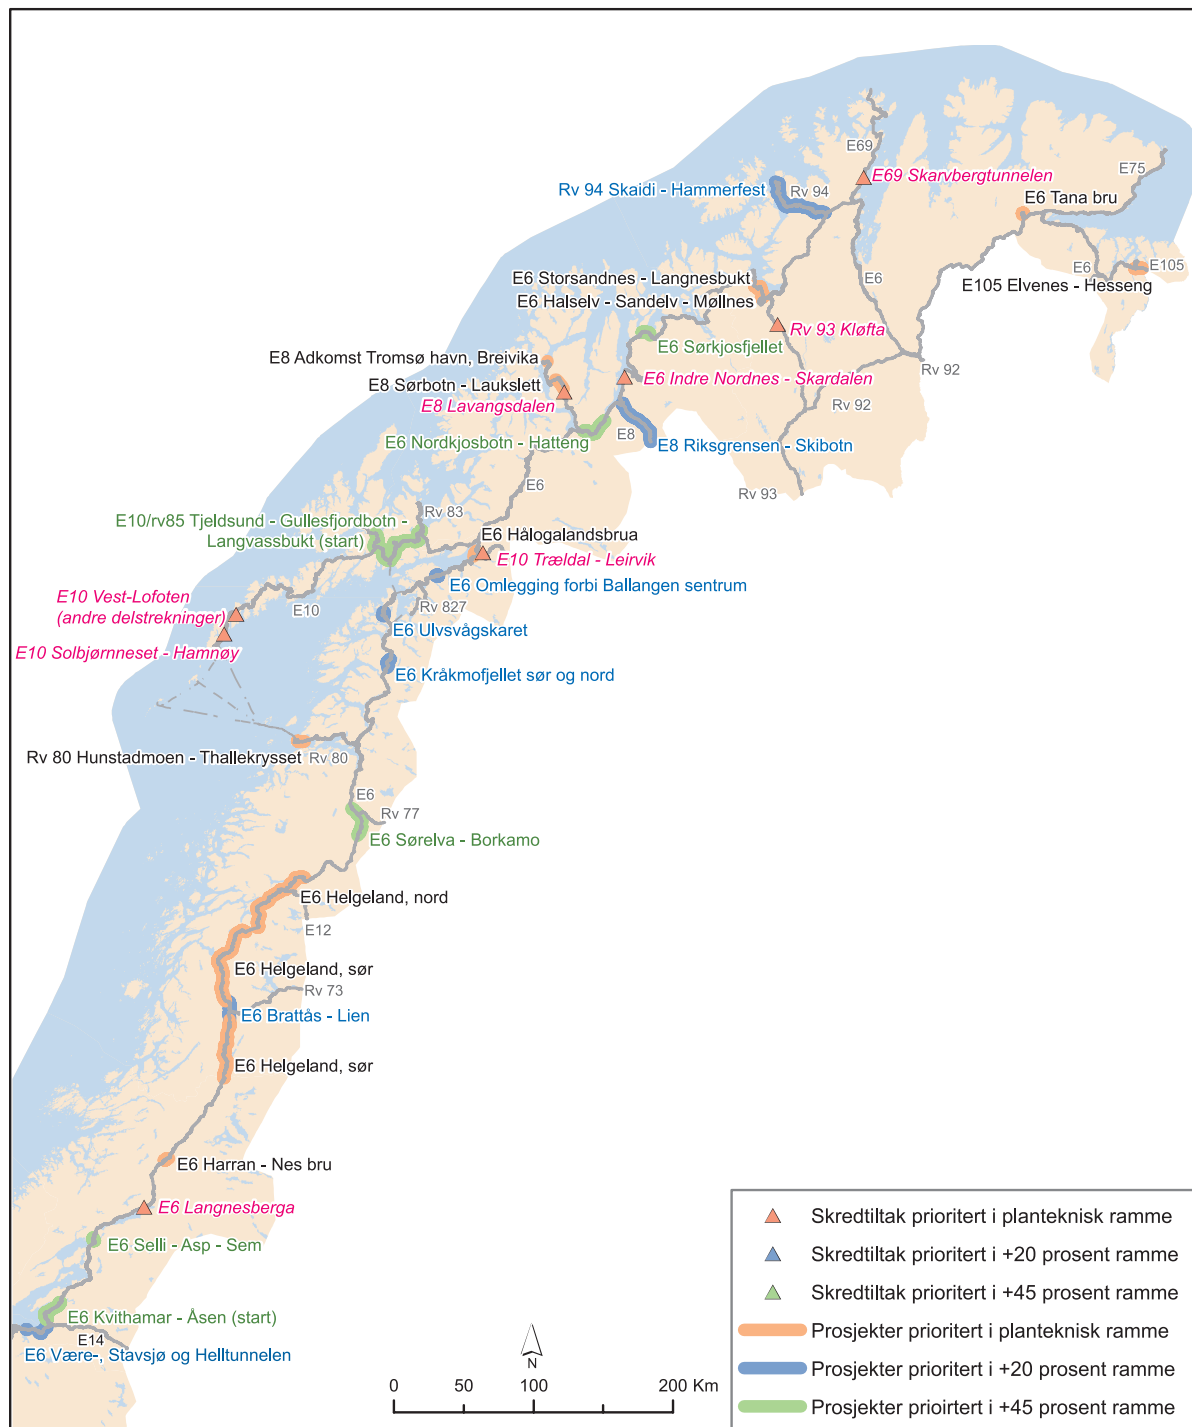 E69
E69 Skarvbergtunnelen
E75
Rv 94 Skaidi - Hammerfest
Rv 94
E6 Tana bru
E6
E6
E105
E105 Elvenes - Hesseng
E6 Storsandnes - Langnesbukt
E6 Halselv - Sandelv - Møllnes
Rv 93 Kløfta
E6 Sørkjosfjellet
E8 Adkomst Tromsø havn, Breivika
Rv 92
E8 Sørbotn - Laukslett
E6 Indre Nordnes - Skardalen
E8 Lavangsdalen
Rv 92
E6 Nordkjosbotn - Hatteng
E8
E8 Riksgrensen - Skibotn
E6
Rv 93
Rv 83
E10/rv85 Tjeldsund - Gullesfjordbotn -
Langvassbukt (start)
E6 Hålogalandsbrua
E10 Trældal - Leirvik
E6 Omlegging forbi Ballangen sentrum
E10 Vest-Lofoten
(andre delstrekninger)
E10
Rv 827
E6 Ulvsvågskaret
E10 Solbjørnneset - Hamnøy
E6 Kråkmofjellet sør og nord
Rv 80 Hunstadmoen - Thallekrysset
Rv 80
E6
Rv 77
E6 Sørelva - Borkamo
E6 Helgeland, nord
E12
E6 Helgeland, sør
Rv 73
E6 Brattås - Lien
E6 Helgeland, sør
E6 Harran - Nes bru
E6 Langnesberga
E6 Selli - Asp - Sem
E6 Kvithamar - Åsen (start)
E14
E6 Være-, Stavsjø og Helltunnelen
N
0 50 100 200 Km
Skredtiltak prioritert i planteknisk ramme
Skredtiltak prioritert i +20 prosent ramme
Skredtiltak prioritert i +45 prosent ramme
Prosjekter prioritert i planteknisk ramme
Prosjekter prioritert i +20 prosent ramme
Prosjekter prioirtert i +45 prosent ramme